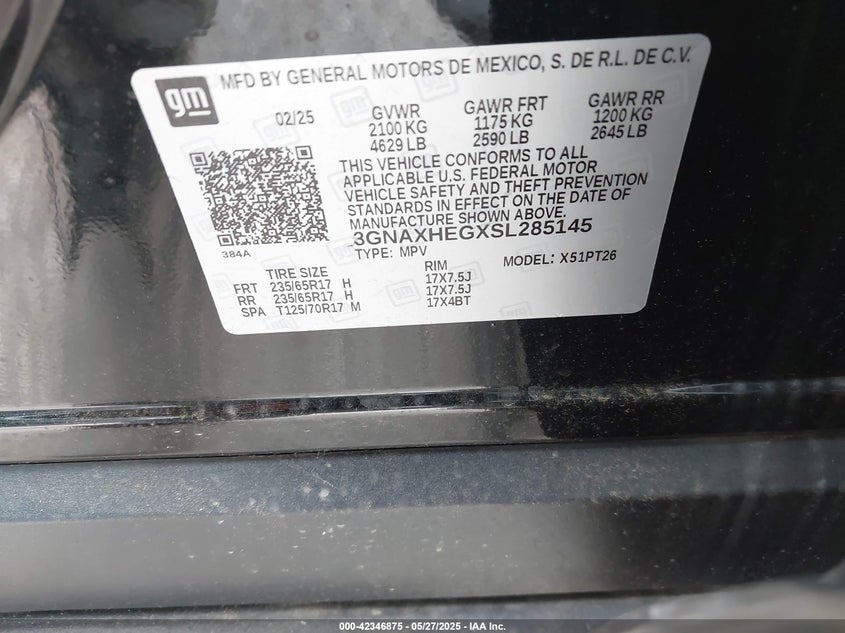 gm
MFD BY GENERAL MOTORS DE MEXICO, S. DE R.L. DE C.V.
02/25 GVWR GAWR FRT GAWR RR
2100 KG 1175 KG 1200 KG
4629 LB 2590 LB 2645 LB
THIS VEHICLE CONFORMS TO ALL
APPLICABLE U.S. FEDERAL MOTOR
VEHICLE SAFETY AND THEFT PREVENTION
STANDARDS IN EFFECT ON THE DATE OF
MANUFACTURE SHOWN ABOVE.
384A
3GNAXHEGXSL285145
TYPE: MPV MODEL: X51PT26
TIRE SIZE RIM
FRT 235/65R17 H 17X7.5J
RR 235/65R17 H 17X7.5J
SPA T125/70R17 M 17X4BT
000-42346875 — 05/27/2025 — IAA Inc.